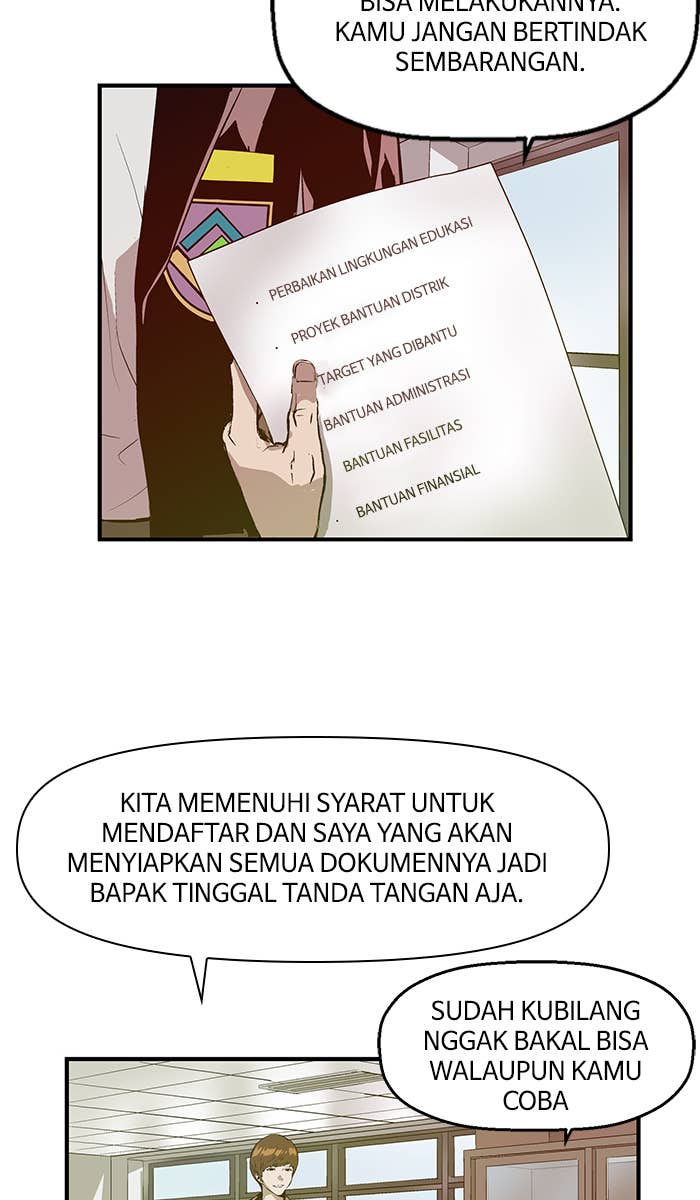 BISA MELAKUKANNYA.
KAMU JANGAN BERTINDAK
SEMBARANGAN.
PERBAIKAN LINGKUNGAN EDUKASI
PROYEK BANTUAN DISTRIK
TARGET YANG DIBANTU
BANTUAN ADMINISTRASI
BANTUAN FASILITAS
BANTUAN FINANSIAL
KITA MEMENUHI SYARAT UNTUK
MENDAFTAR DAN SAYA YANG AKAN
MENYIAPKAN SEMUA DOKUMENNYA JADI
BAPAK TINGGAL TANDA TANGAN AJA.
SUDAH KUBILANG
NGGAK BAKAL BISA
WALAUPUN KAMU
COBA